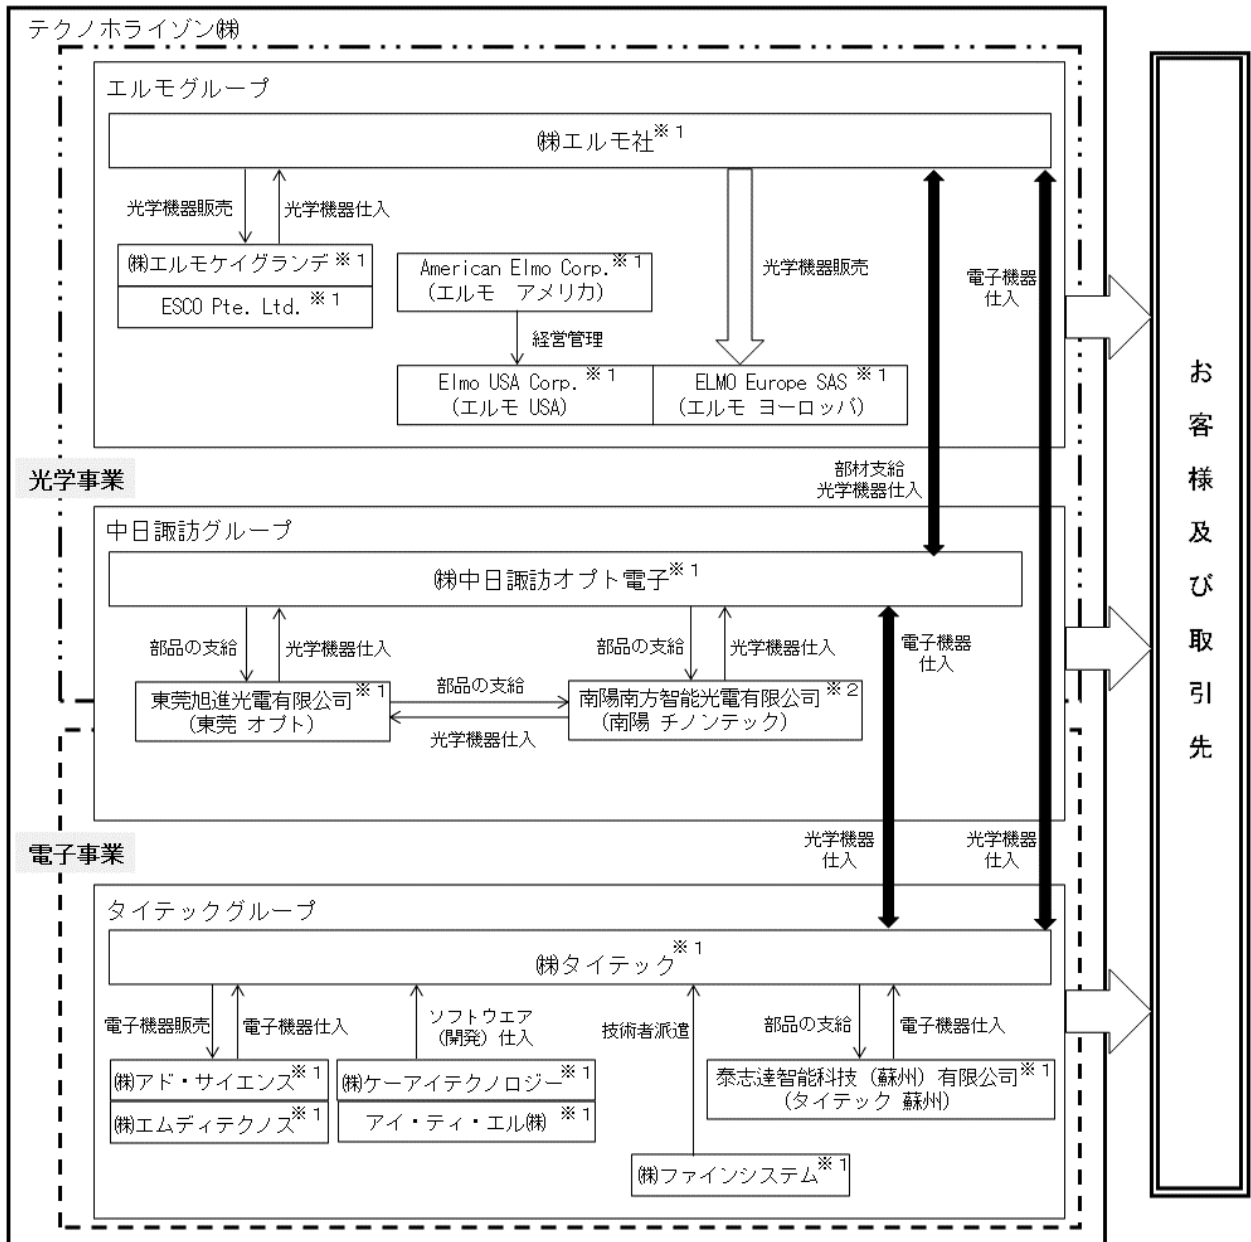 テクノホライゾン㈱
エルモグループ
㈱エルモ社※1
光学機器販売
光学機器仕入
㈱エルモケイグランデ※1
ESCO Pte. Ltd.※1
American Elmo Corp.※1
(エルモ アメリカ)
経営管理
Elmo USA Corp.※1
(エルモ USA)
光学機器販売
ELMO Europe SAS※1
(エルモ ヨーロッパ)
電子機器
仕入
光学事業
部材支給
光学機器仕入
中日諏訪グループ
㈱中日諏訪オプト電子※1
部品の支給
光学機器仕入
部品の支給
光学機器仕入
電子機器
仕入
東莞旭進光電有限公司※1
(東莞 オプト)
部品の支給
光学機器仕入
南陽南方智能光電有限公司※2
(南陽 チノンテック)
電子事業
光学機器
仕入
光学機器
仕入
タイテックグループ
㈱タイテック※1
電子機器販売
電子機器仕入
ソフトウエア
(開発)仕入
技術者派遣
部品の支給
電子機器仕入
㈱アド・サイエンス※1
㈱エムディテクノス※1
㈱ケーアイテクノロジー※1
アイ・ティ・エル㈱ ※1
泰志達智能科技(蘇州)有限公司※1
(タイテック 蘇州)
㈱ファインシステム※1
お客様及び取引先